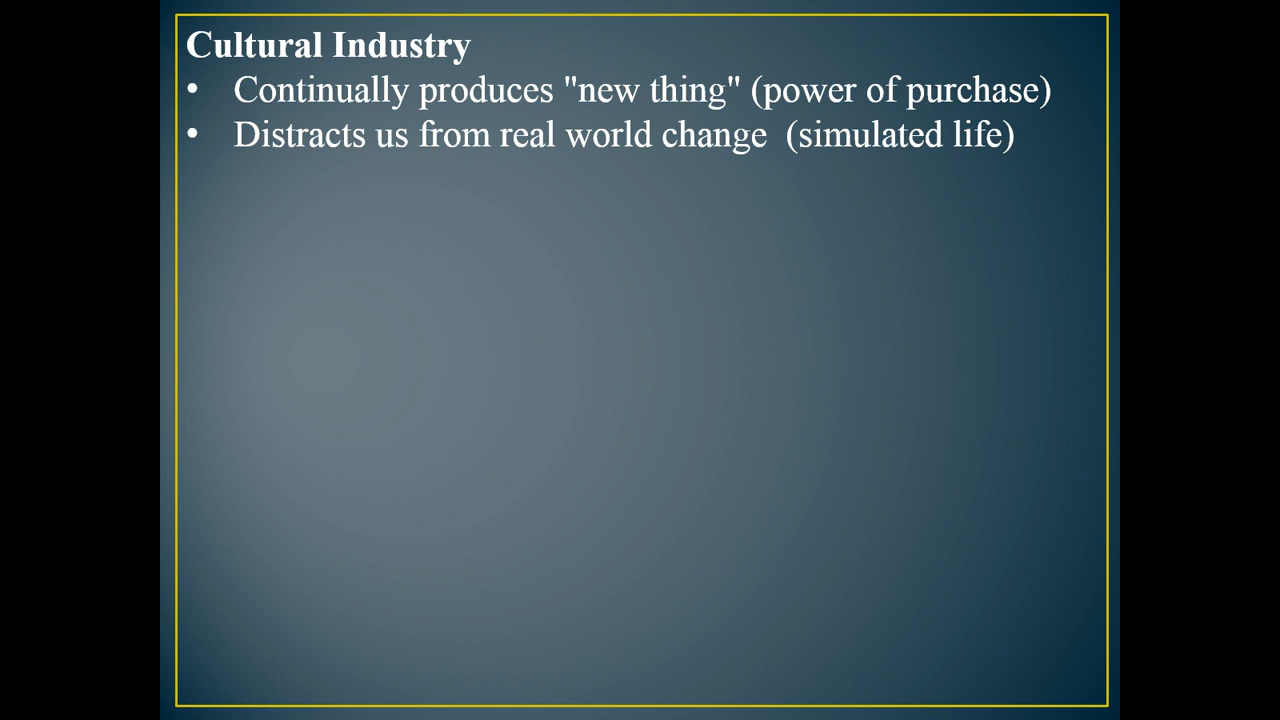 Cultural Industry
• Continually produces "new thing" (power of purchase)
• Distracts us from real world change  (simulated life)